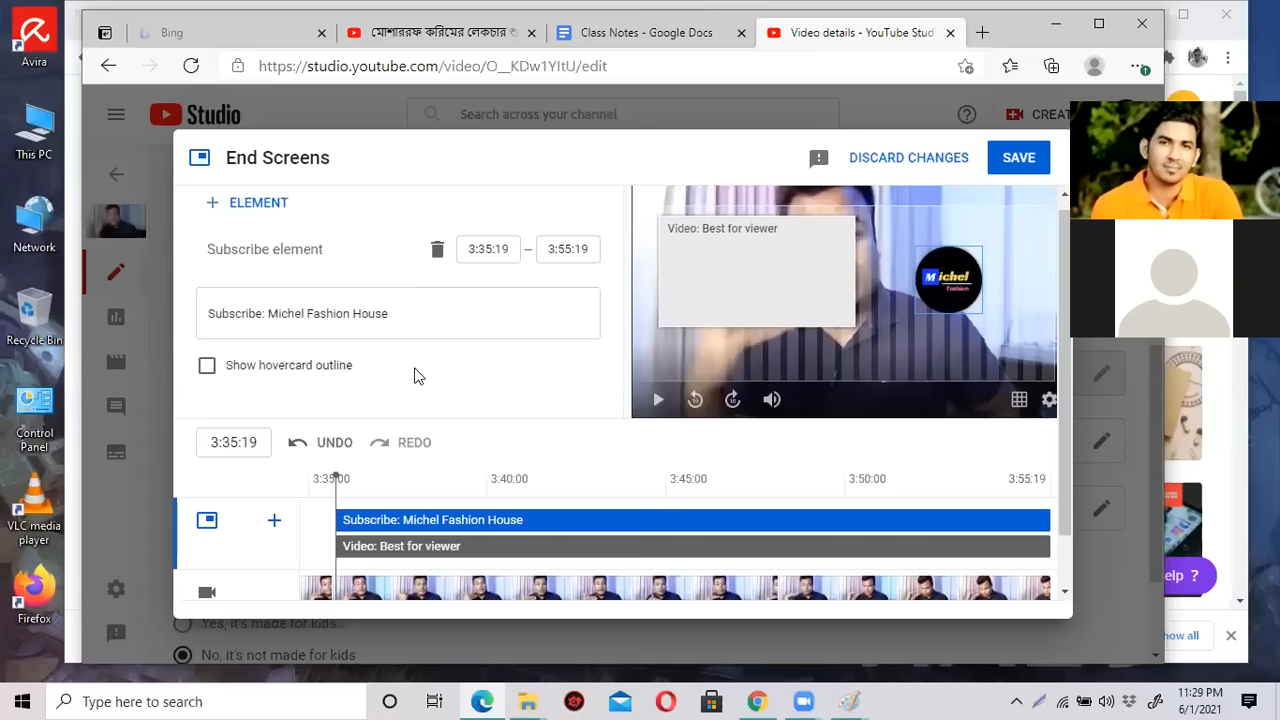 Avira
This PC
Network
Recycle Bin
Control
Panel
VLC media
player
Firefox
Bing
মোশাররফ করিমের লেকচার
Class Notes - Google Docs
Video details - YouTube Stud
https://studio.youtube.com/video/O__KDw1YItU/edit
Studio
Search across your channel
CREA
End Screens
DISCARD CHANGES
SAVE
+ ELEMENT
Subscribe element
3:35:19 – 3:55:19
Subscribe: Michel Fashion House
Show hovercard outline
Video: Best for viewer
Michel
Fashion
3:35:19
UNDO
REDO
3:35:00
3:40:00
3:45:00
3:50:00
3:55:19
Subscribe: Michel Fashion House
Video: Best for viewer
Yes, it's made for kids
No, it's not made for kids
elp ?
ow all
Type here to search
11:29 PM
6/1/2021